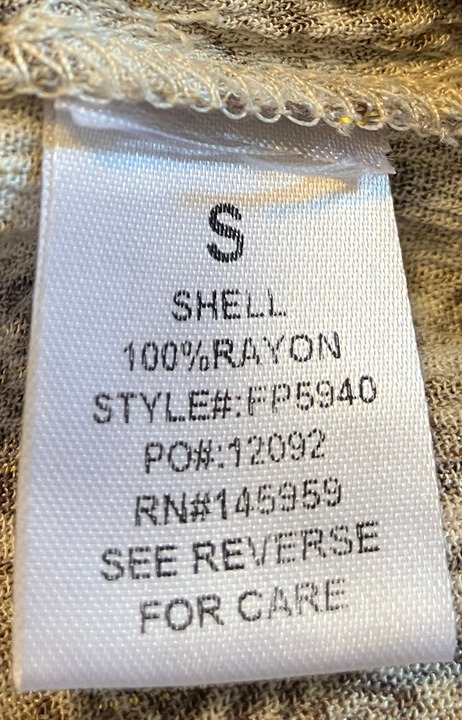 S
SHELL
100%RAYON
STYLE#:FP5940
PO#:12092
RN#145959
SEE REVERSE
FOR CARE